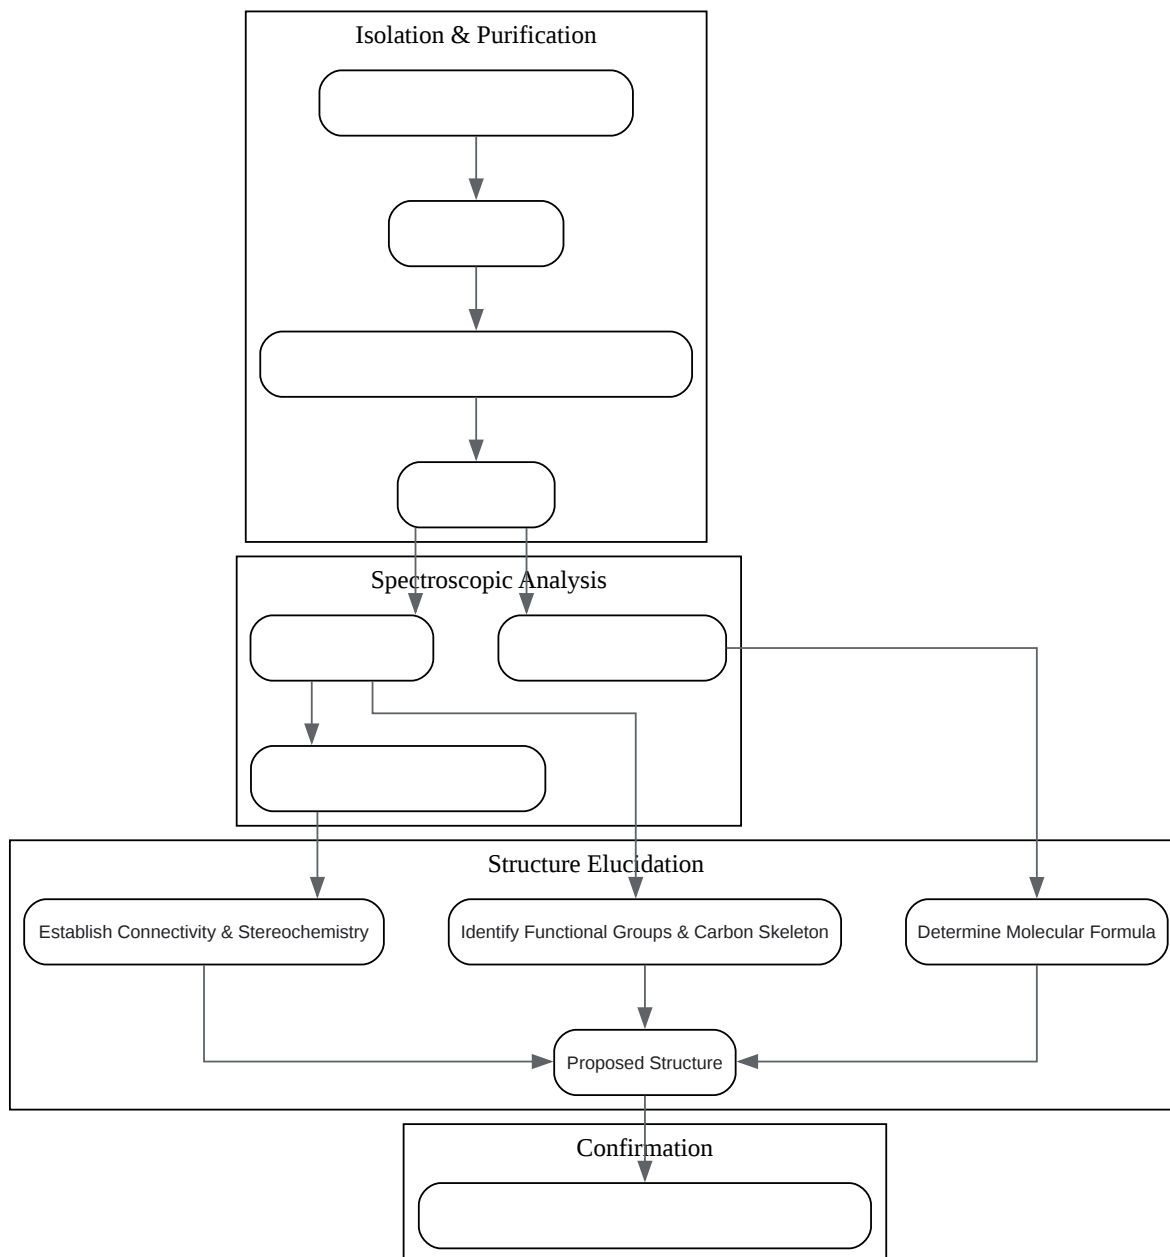 Isolation & Purification
Spectroscopic Analysis
Structure Elucidation
Establish Connectivity & Stereochemistry
Identify Functional Groups & Carbon Skeleton
Determine Molecular Formula
Proposed Structure
Confirmation